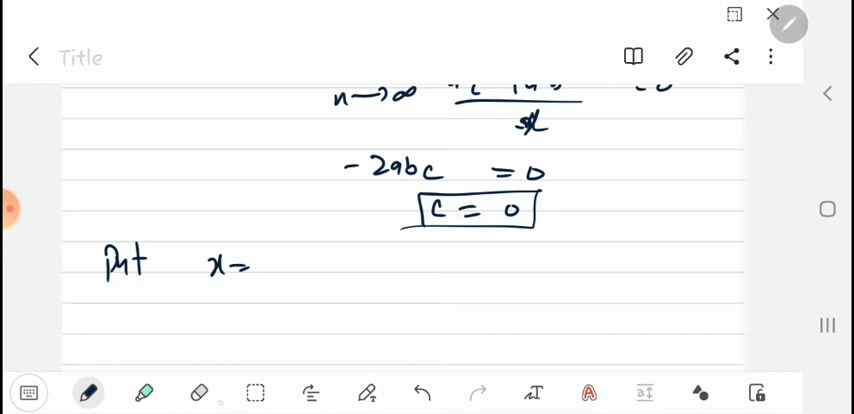 Title
n→∞
x
- 2abc = 0
c = 0
Put x=